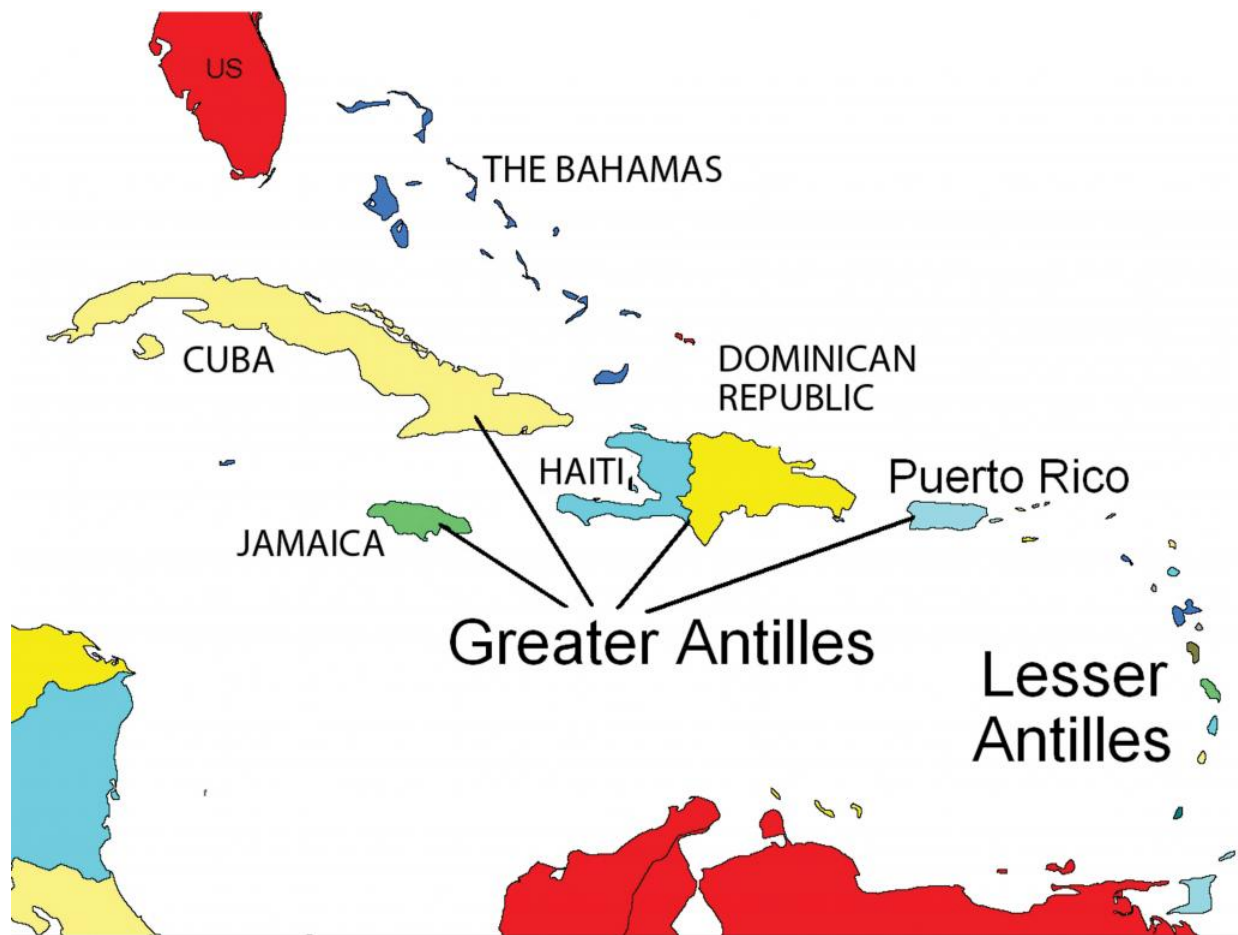 US
THE BAHAMAS
CUBA
DOMINICAN
REPUBLIC
HAITI
Puerto Rico
JAMAICA
Greater Antilles
Lesser
Antilles